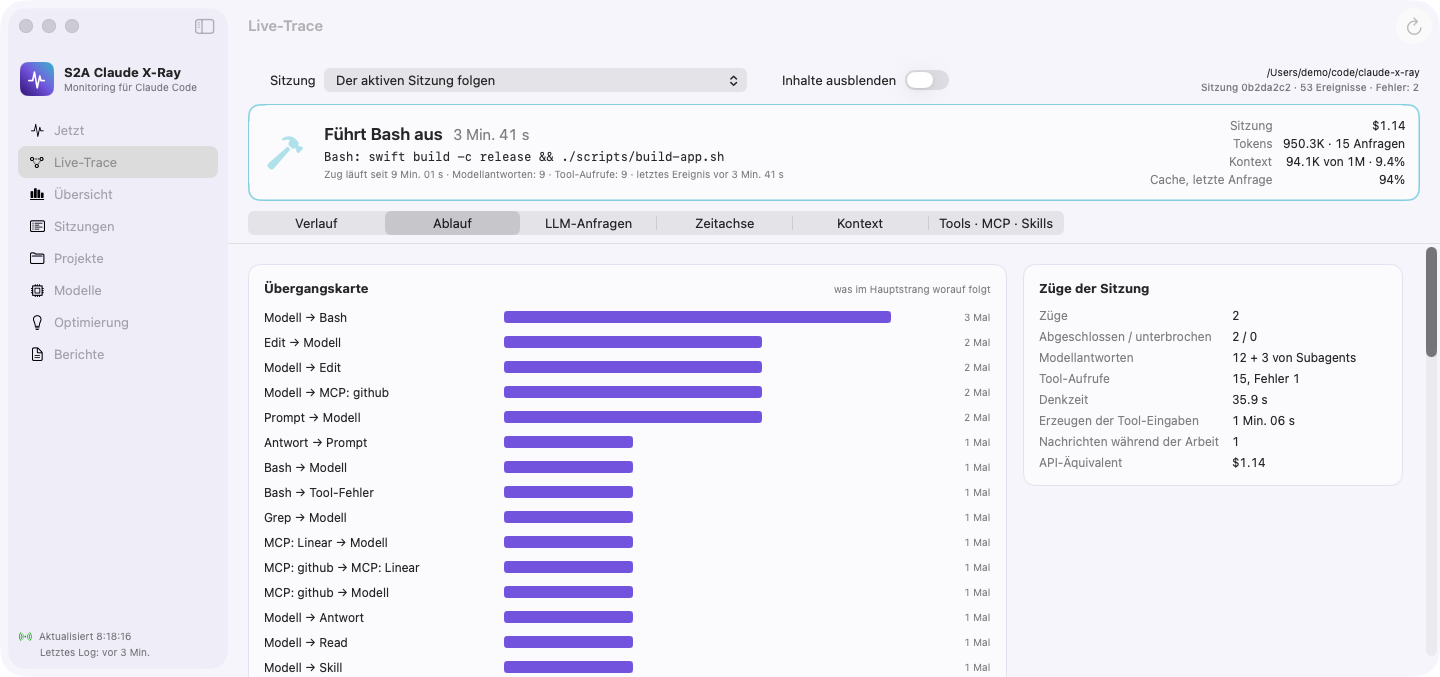 Live-Trace
S2A Claude X-Ray
Monitoring für Claude Code
Jetzt
Live-Trace
Übersicht
Sitzungen
Projekte
Modelle
Optimierung
Berichte
Aktualisiert 8:18:16
Letztes Log: vor 3 Min.
Sitzung Der aktiven Sitzung folgen Inhalte ausblenden
/Users/demo/code/claude-x-ray
Sitzung 0b2da2c2 · 53 Ereignisse · Fehler: 2
Führt Bash aus 3 Min. 41 s
Bash: swift build -c release && ./scripts/build-app.sh
Zug läuft seit 9 Min. 01 s · Modellantworten: 9 · Tool-Aufrufe: 9 · letztes Ereignis vor 3 Min. 41 s
Sitzung $1.14
Tokens 950.3K · 15 Anfragen
Kontext 94.1K von 1M · 9.4%
Cache, letzte Anfrage 94%
Verlauf Ablauf LLM-Anfragen Zeitachse Kontext Tools · MCP · Skills
Übergangskarte was im Hauptstrang worauf folgt
Modell → Bash 3 Mal
Edit → Modell 2 Mal
Modell → Edit 2 Mal
Modell → MCP: github 2 Mal
Prompt → Modell 2 Mal
Antwort → Prompt 1 Mal
Bash → Modell 1 Mal
Bash → Tool-Fehler 1 Mal
Grep → Modell 1 Mal
MCP: Linear → Modell 1 Mal
MCP: github → MCP: Linear 1 Mal
MCP: github → Modell 1 Mal
Modell → Antwort 1 Mal
Modell → Read 1 Mal
Modell → Skill 1 Mal
Züge der Sitzung
Züge 2
Abgeschlossen / unterbrochen 2 / 0
Modellantworten 12 + 3 von Subagents
Tool-Aufrufe 15, Fehler 1
Denkzeit 35.9 s
Erzeugen der Tool-Eingaben 1 Min. 06 s
Nachrichten während der Arbeit 1
API-Äquivalent $1.14